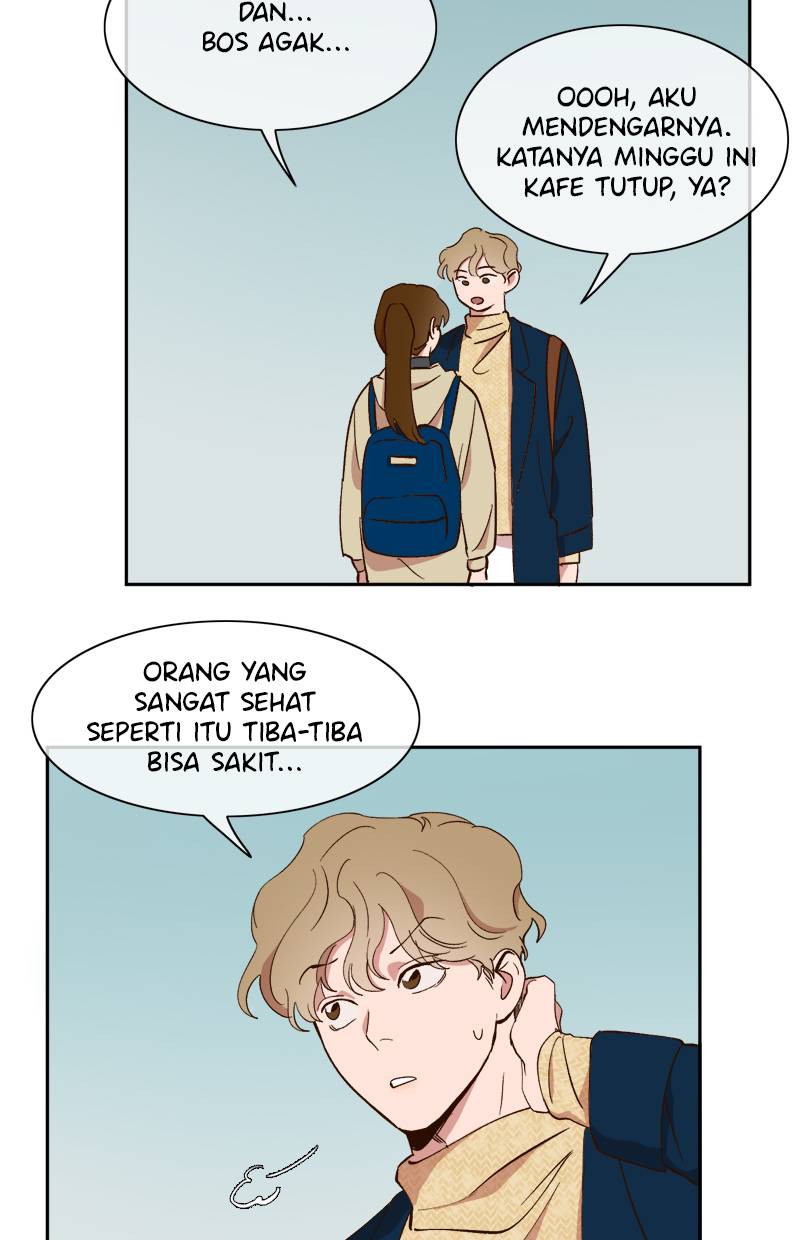 DAN...
BOS AGAK...
OOOH, AKU
MENDENGARNYA.
KATANYA MINGGU INI
KAFE TUTUP, YA?
ORANG YANG
SANGAT SEHAT
SEPERTI ITU TIBA-TIBA
BISA SAKIT...